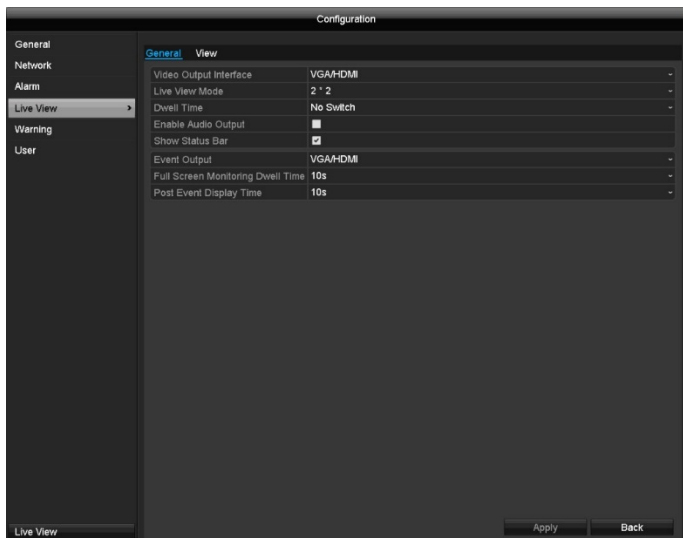 Configuration
General
Network
Alarm
Live View >
Warning
User
General View
Video Output Interface VGA/HDMI
Live View Mode 2 * 2
Dwell Time No Switch
Enable Audio Output
Show Status Bar
Event Output VGA/HDMI
Full Screen Monitoring Dwell Time 10s
Post Event Display Time 10s
Live View
Apply Back